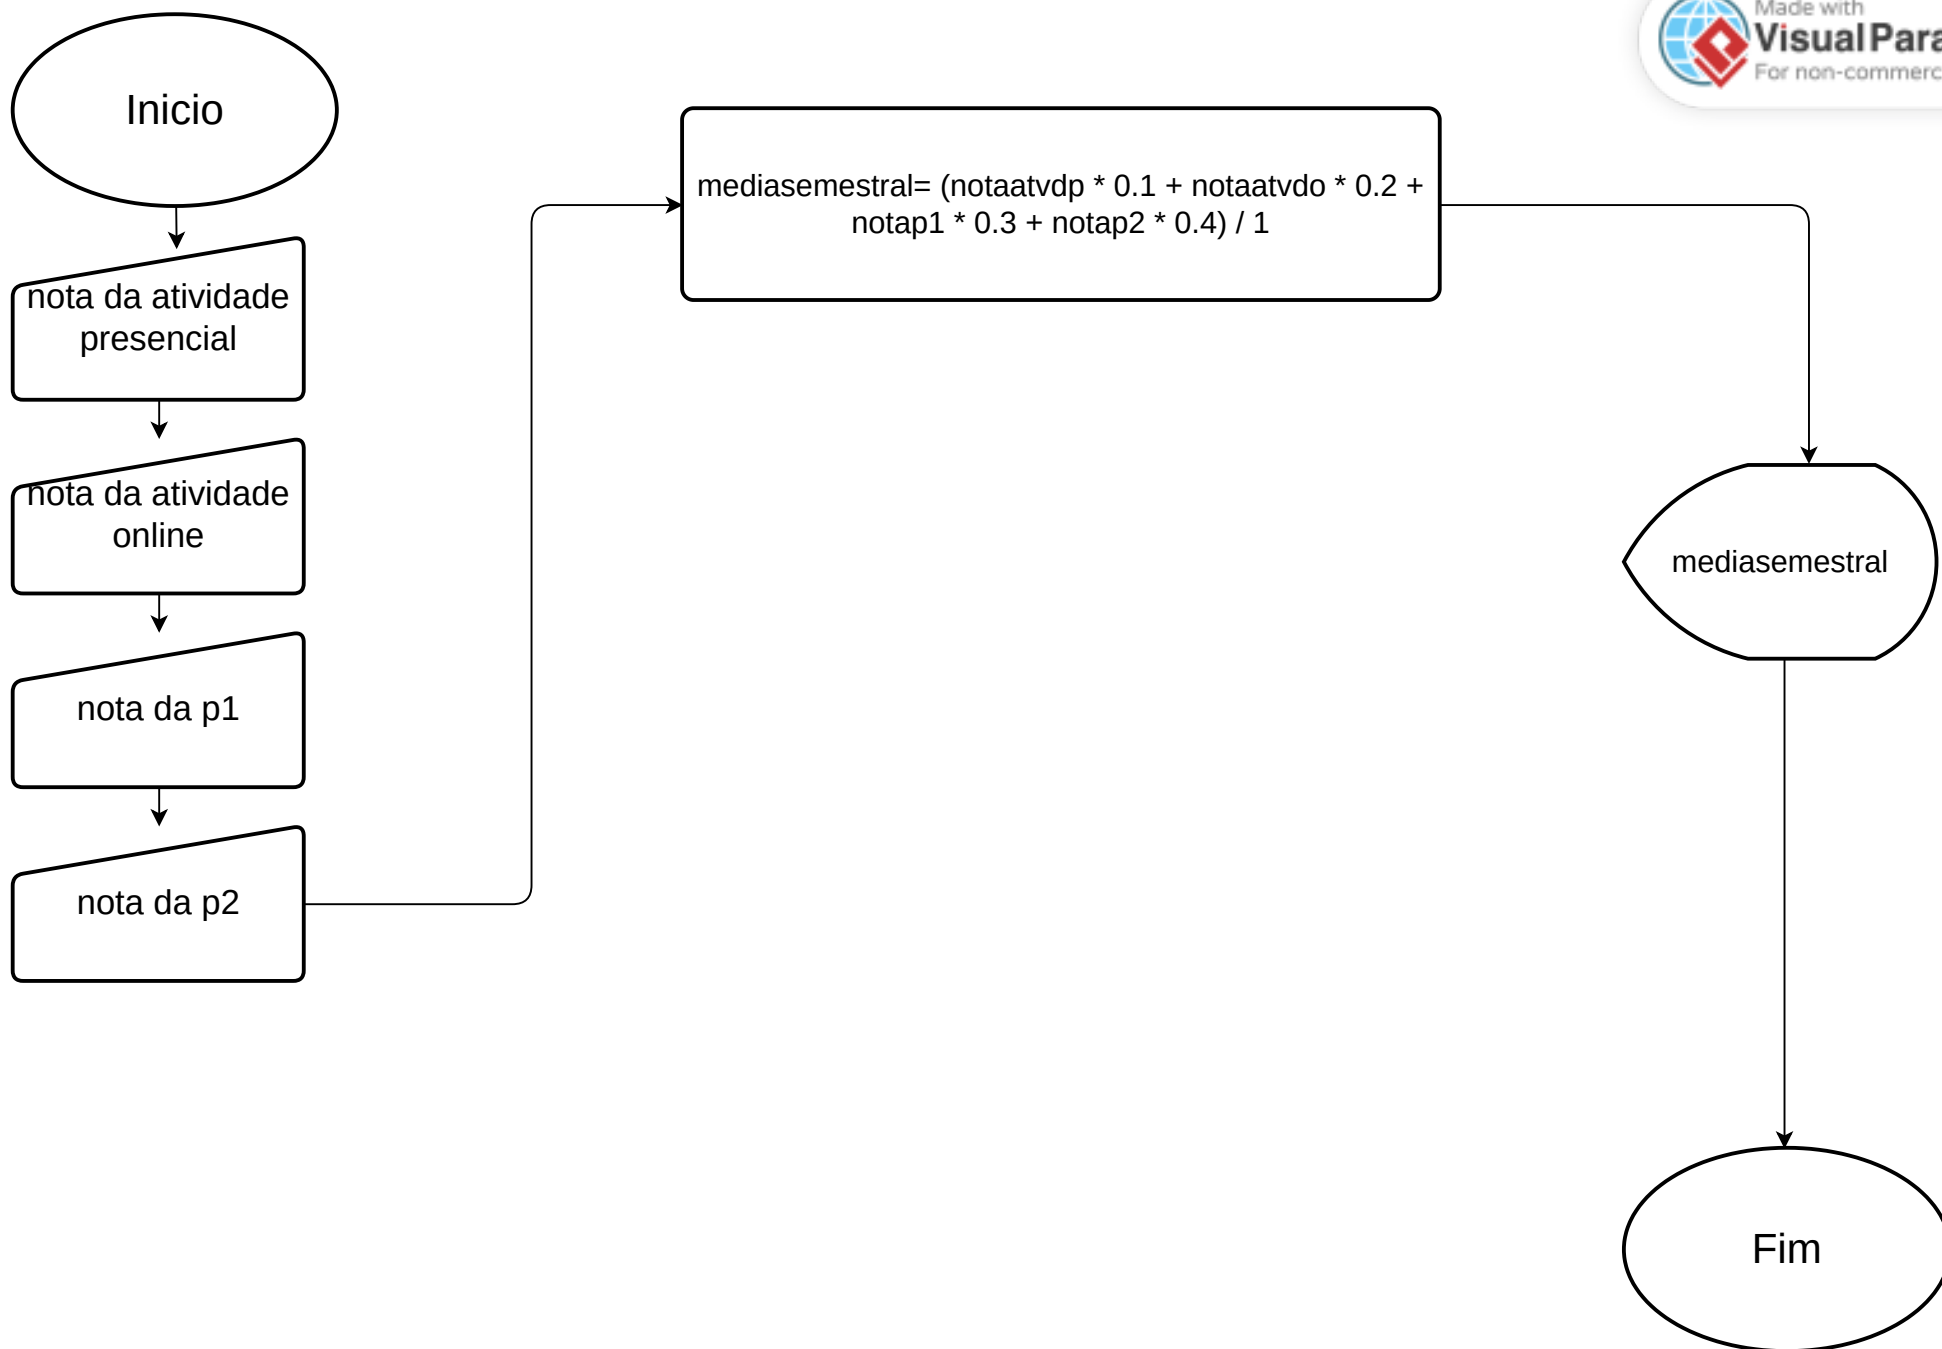 Inicio
nota da atividade
presencial
nota da atividade
online
nota da p1
nota da p2
mediasemestral= (notaatvdp * 0.1 + notaatvdo * 0.2 +
notap1 * 0.3 + notap2 * 0.4) / 1
mediasemestral
Fim
Made with
Visual Para
For non-commerc